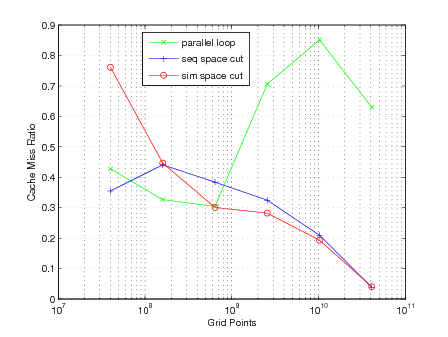 0.9
0.8
0.7
0.6
0.5
0.4
0.3
0.2
0.1
0
Cache Miss Ratio
parallel loop
seq space cut
sim space cut
10^7 10^8 10^9 10^10 10^11
Grid Points